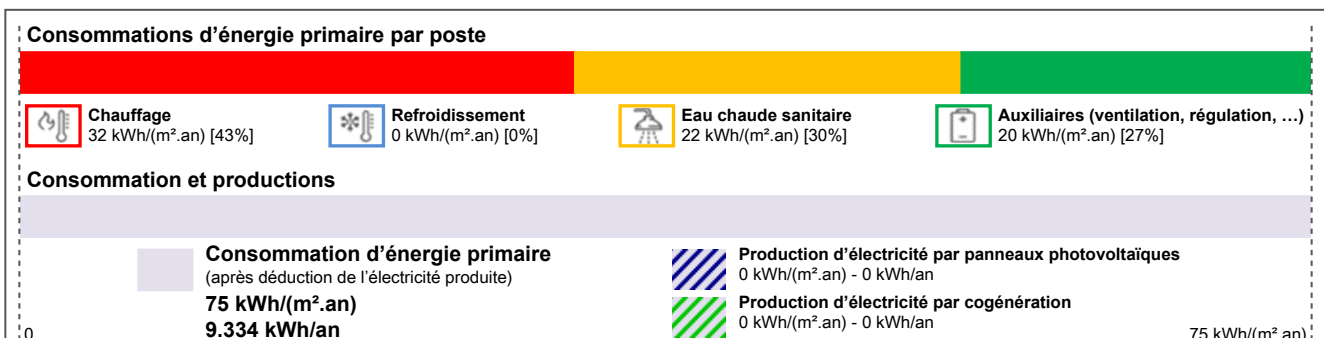 Consommations d’énergie primaire par poste
Chauffage
32 kWh/(m².an) [43%]
Refroidissement
0 kWh/(m².an) [0%]
Eau chaude sanitaire
22 kWh/(m².an) [30%]
Auxiliaires (ventilation, régulation, …)
20 kWh/(m².an) [27%]
Consommation et productions
Consommation d’énergie primaire
(après déduction de l’électricité produite)
75 kWh/(m².an)
9.334 kWh/an
Production d’électricité par panneaux photovoltaïques
0 kWh/(m².an) - 0 kWh/an
Production d’électricité par cogénération
0 kWh/(m².an) - 0 kWh/an
0
75 kWh/(m².an)